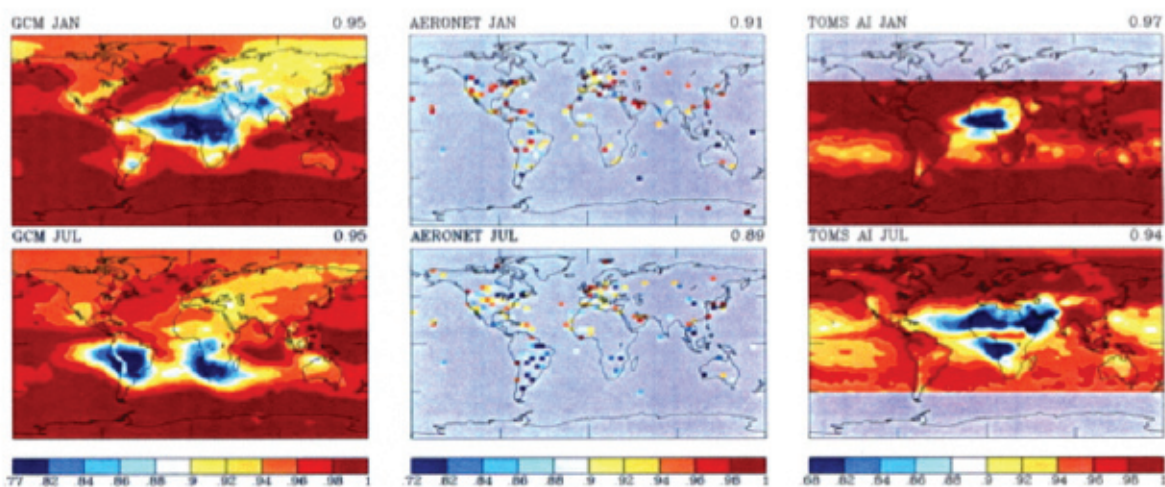 GCM JAN 0.95
AERONET JAN 0.91
TOMS AI JAN 0.97
GCM JUL 0.95
AERONET JUL 0.89
TOMS AI JUL 0.94
.77 .82 .84 .86 .88 .9 .92 .94 .96 .98 1
.72 .82 .84 .86 .88 .9 .92 .94 .96 .98 1
.68 .82 .84 .86 .88 .9 .92 .94 .96 .98 1